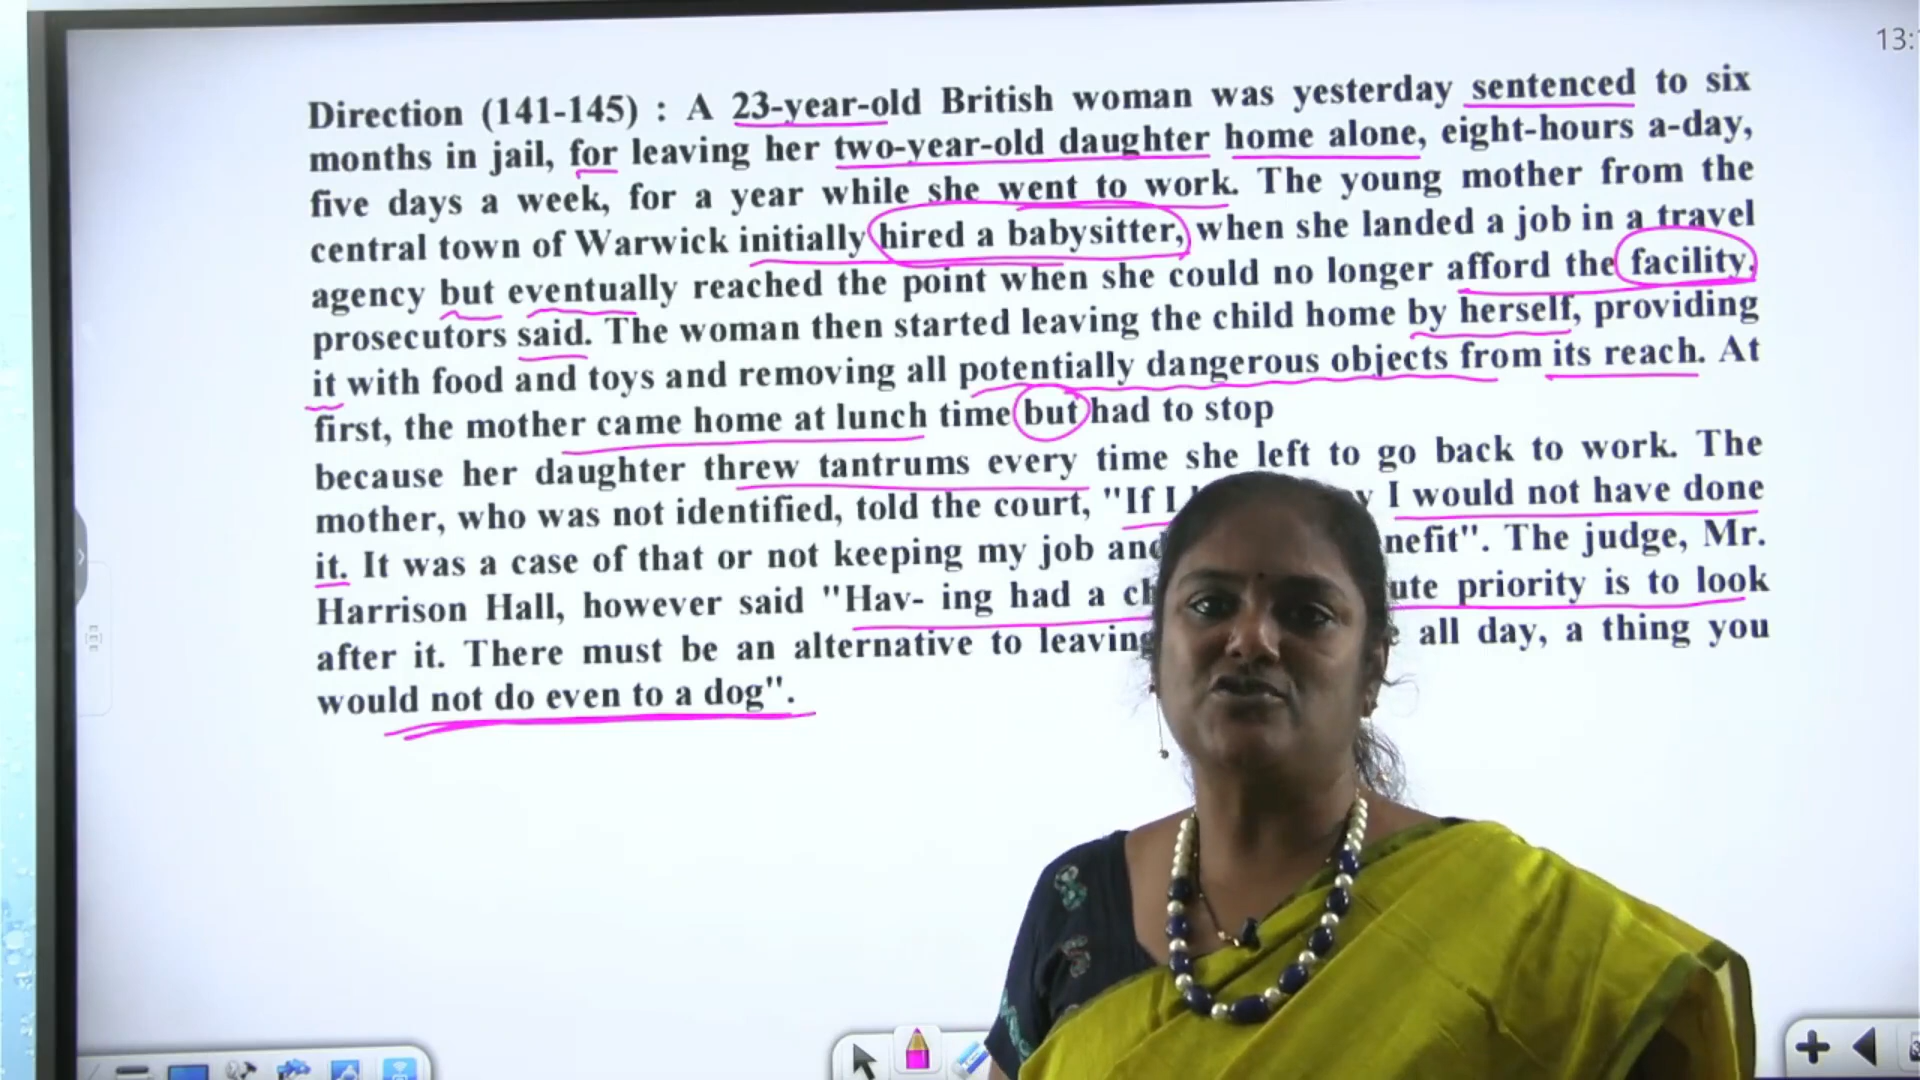 13:
Direction (141-145) : A 23-year-old British woman was yesterday sentenced to six
months in jail, for leaving her two-year-old daughter home alone, eight-hours a-day,
five days a week, for a year while she went to work. The young mother from the
central town of Warwick initially hired a babysitter, when she landed a job in a travel
agency but eventually reached the point when she could no longer afford the facility,
prosecutors said. The woman then started leaving the child home by herself, providing
it with food and toys and removing all potentially dangerous objects from its reach. At
first, the mother came home at lunch time but had to stop
because her daughter threw tantrums every time she left to go back to work. The
mother, who was not identified, told the court, "If I I would not have done
it. It was a case of that or not keeping my job and". The judge, Mr.
Harrison Hall, however said "Hav- ing had a priority is to look
after it. There must be an alternative to leaving all day, a thing you
would not do even to a dog".